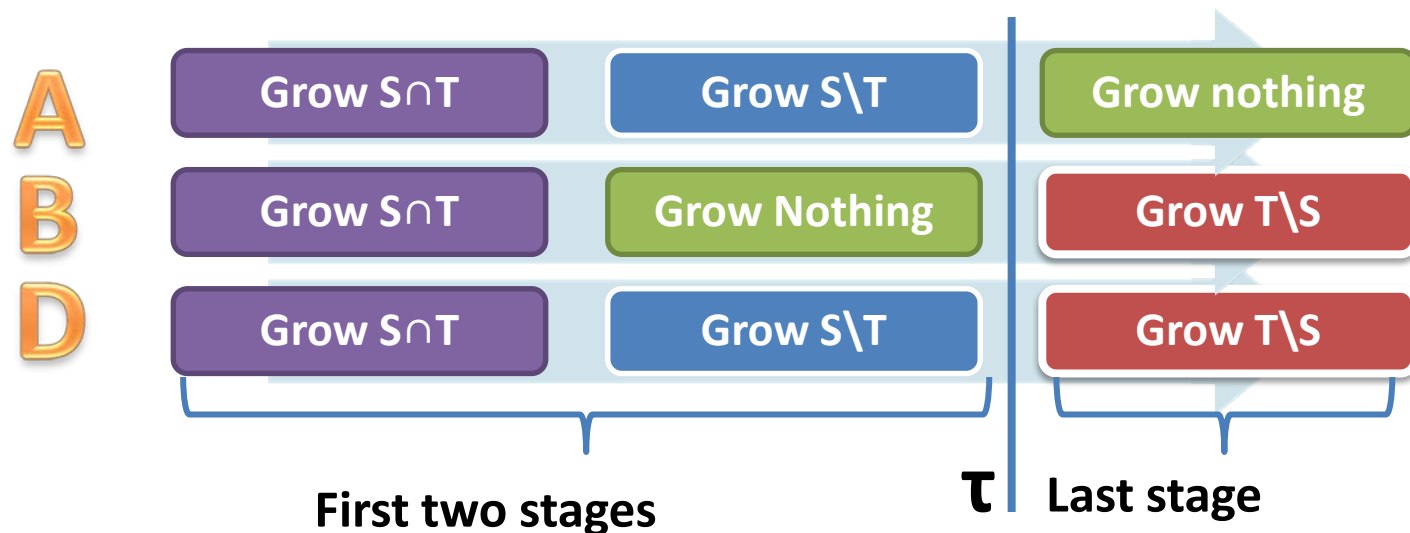 A
Grow S∩T
Grow S\T
Grow nothing
B
Grow S∩T
Grow Nothing
Grow T\S
D
Grow S∩T
Grow S\T
Grow T\S
First two stages
τ
Last stage